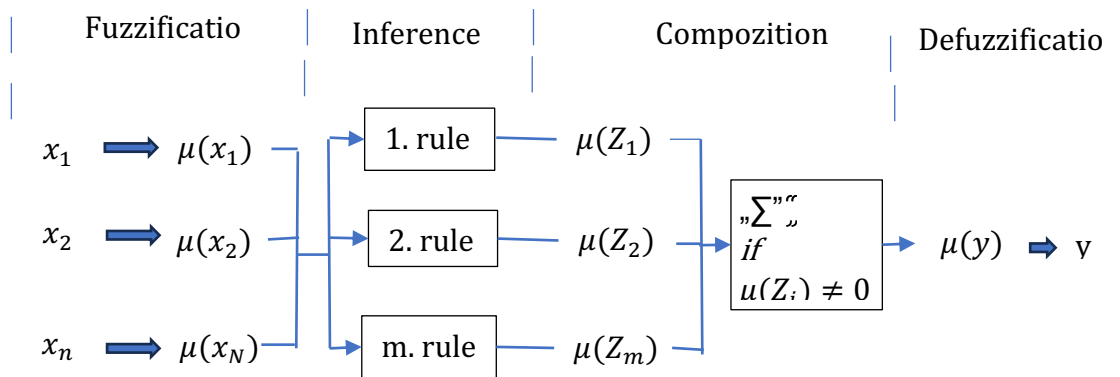 Fuzzificatio Inference Compozition Defuzzificatio
x₁ μ(x₁) 1. rule μ(Z₁)
x₂ μ(x₂) 2. rule μ(Z₂)
xₙ μ(x_N) m. rule μ(Zₘ)
„∑”
if
μ(Zᵢ) ≠ 0
μ(y) y